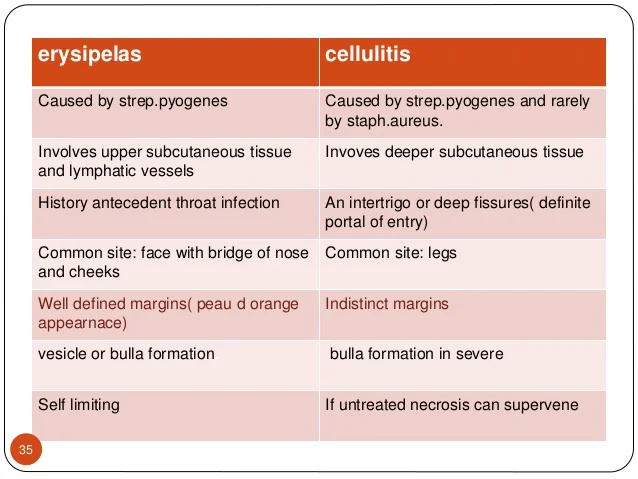 erysipelas
cellulitis
Caused by strep.pyogenes
Caused by strep.pyogenes and rarely
by staph.aureus.
Involves upper subcutaneous tissue
and lymphatic vessels
Invoves deeper subcutaneous tissue
History antecedent throat infection
An intertrigo or deep fissures( definite
portal of entry)
Common site: face with bridge of nose
and cheeks
Common site: legs
Well defined margins( peau d orange
appearnace)
Indistinct margins
vesicle or bulla formation
bulla formation in severe
Self limiting
If untreated necrosis can supervene
35